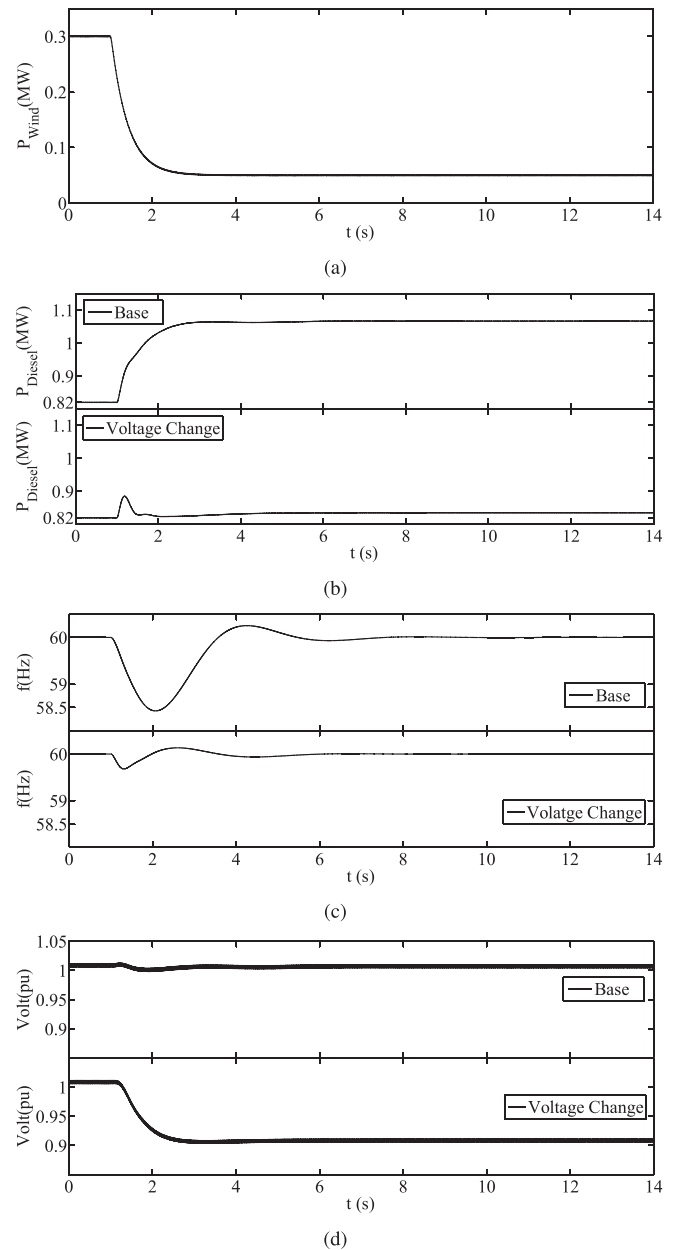 0.3
0.2
0.1
0
P_Wind(MW)
0 2 4 6 8 10 12 14
t (s)
(a)
1.1
1
0.9
0.82
P_Diesel(MW)
Base
1.1
1
0.9
0.82
P_Diesel(MW)
Voltage Change
0 2 4 6 8 10 12 14
t (s)
(b)
60
59
58.5
f(Hz)
Base
60
59
58.5
f(Hz)
Volatge Change
0 2 4 6 8 10 12 14
t (s)
(c)
1.05
1
0.95
0.9
Volt(pu)
Base
1
0.95
0.9
Volt(pu)
Voltage Change
0 2 4 6 8 10 12 14
t (s)
(d)